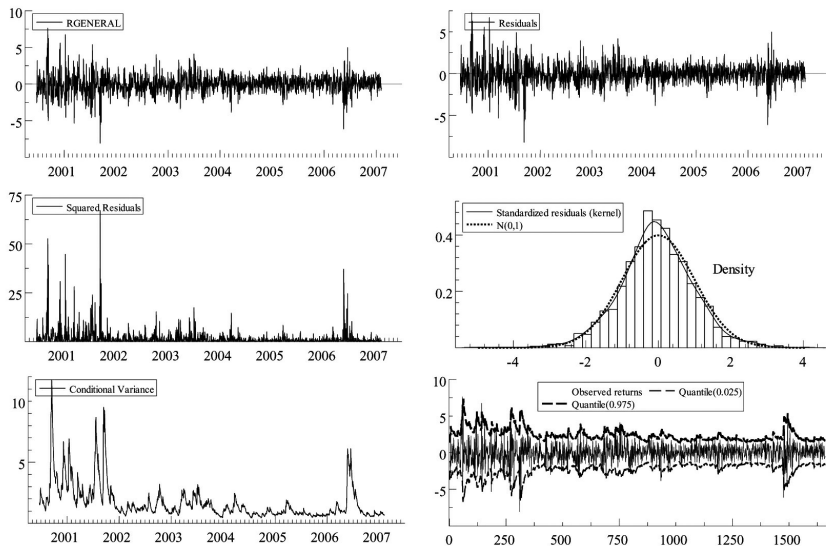 10
RGENERAL
5
0
-5
2001 2002 2003 2004 2005 2006 2007
Residuals
5
0
-5
2001 2002 2003 2004 2005 2006 2007
75
Squared Residuals
50
25
2001 2002 2003 2004 2005 2006 2007
Standardized residuals (kernel)
N(0,1)
0.4
Density
0.2
-4 -2 0 2 4
10
Conditional Variance
5
2001 2002 2003 2004 2005 2006 2007
10
Observed returns Quantile(0.025)
Quantile(0.975)
5
0
-5
0 250 500 750 1000 1250 1500